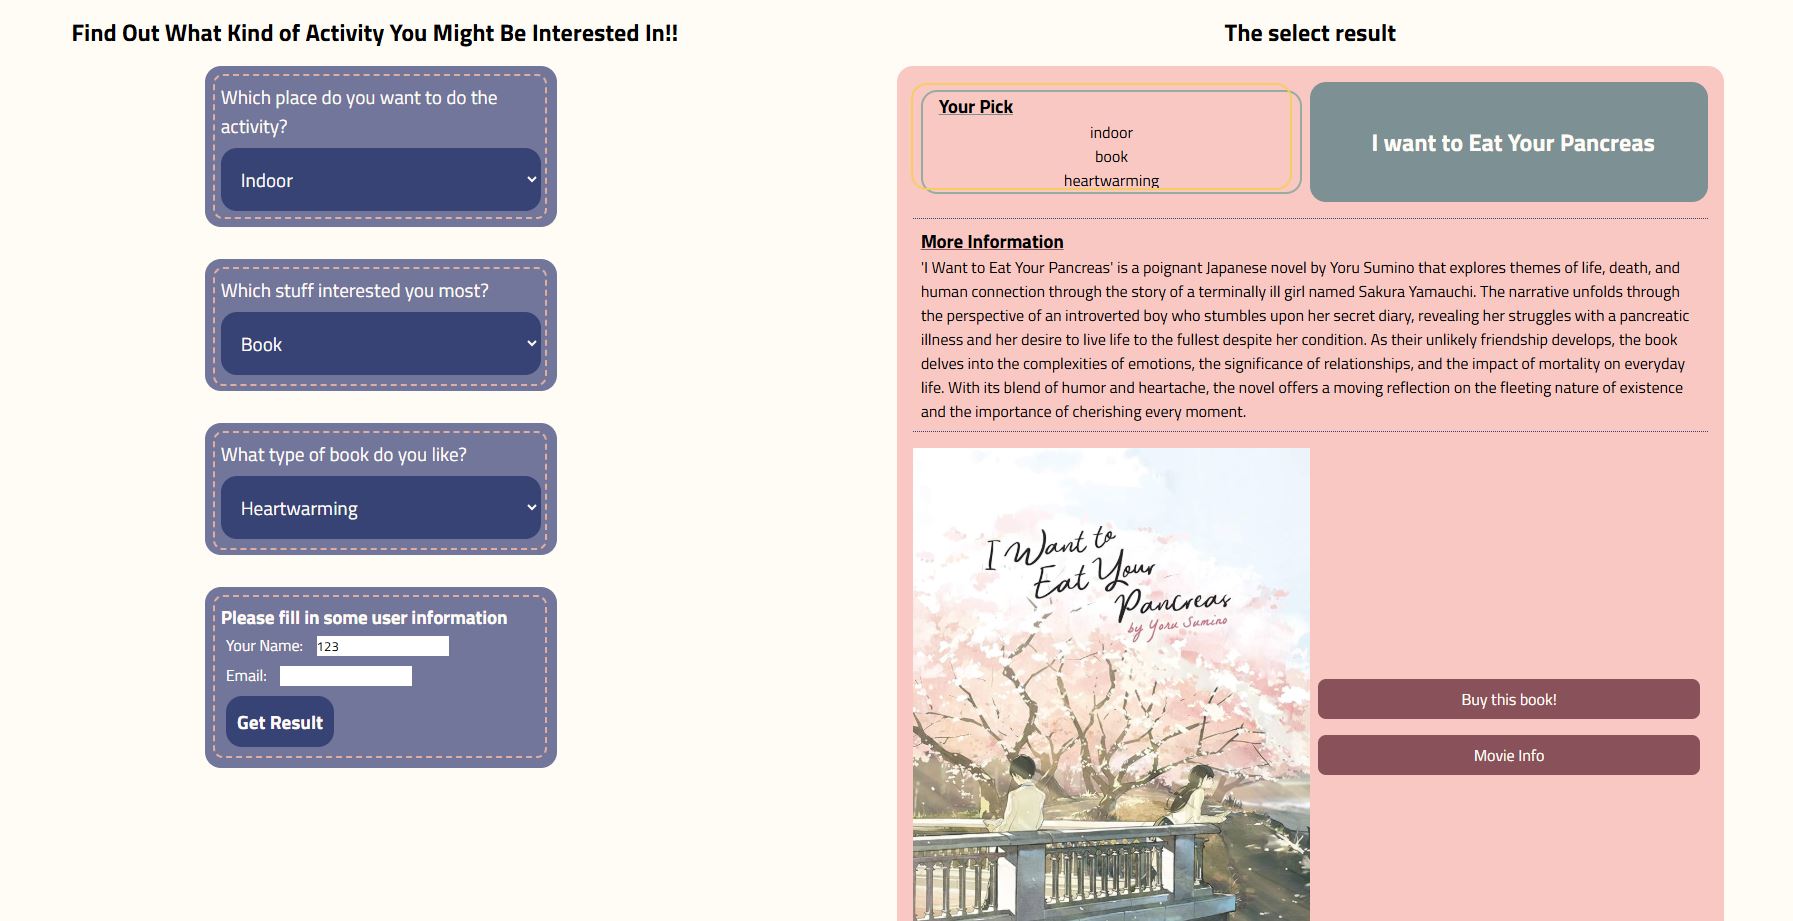 Find Out What Kind of Activity You Might Be Interested In!!
Which place do you want to do the
activity?
Indoor
Which stuff interested you most?
Book
What type of book do you like?
Heartwarming
Please fill in some user information
Your Name: 123
Email:
Get Result
The select result
Your Pick
indoor
book
heartwarming
I want to Eat Your Pancreas
More Information
'I Want to Eat Your Pancreas' is a poignant Japanese novel by Yoru Sumino that explores themes of life, death, and
human connection through the story of a terminally ill girl named Sakura Yamauchi. The narrative unfolds through
the perspective of an introverted boy who stumbles upon her secret diary, revealing her struggles with a pancreatic
illness and her desire to live life to the fullest despite her condition. As their unlikely friendship develops, the book
delves into the complexities of emotions, the significance of relationships, and the impact of mortality on everyday
life. With its blend of humor and heartache, the novel offers a moving reflection on the fleeting nature of existence
and the importance of cherishing every moment.
I Want to
Eat Your
Pancreas
by Yoru Sumino
Buy this book!
Movie Info